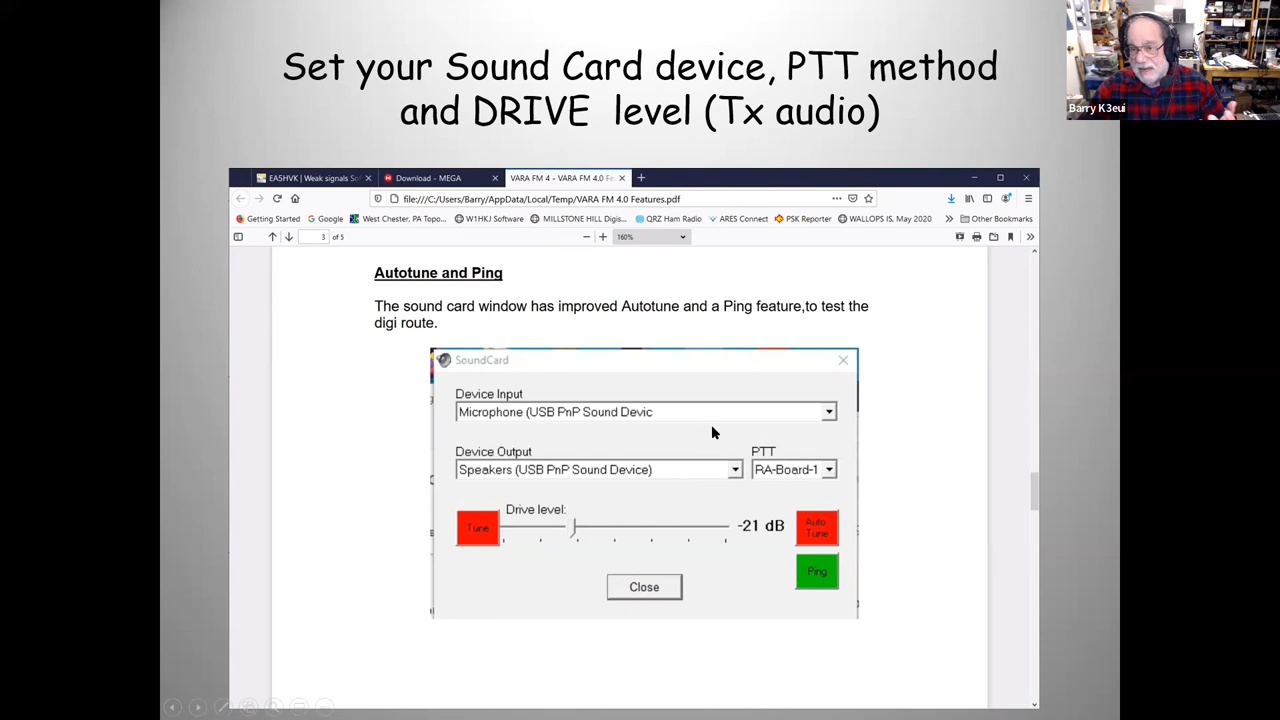 Set your Sound Card device, PTT method
and DRIVE level (Tx audio)
Barry K3eui
EA5HVK | Weak signals Sof
Download - MEGA
VARA FM 4 - VARA FM 4.0 Fe
file:///C:/Users/Barry/AppData/Local/Temp/VARA FM 4.0 Features.pdf
Getting Started Google West Chester, PA Topo... W1HKJ Software MILLSTONE HILL Digi... QRZ Ham Radio ARES Connect PSK Reporter WALLOPS IS. May 2020 Other Bookmarks
3 of 5 160%
Autotune and Ping
The sound card window has improved Autotune and a Ping feature,to test the
digi route.
SoundCard
Device Input
Microphone (USB PnP Sound Devic
Device Output PTT
Speakers (USB PnP Sound Device) RA-Board-1
Drive level:
Tune -21 dB Auto
Tune
Ping
Close